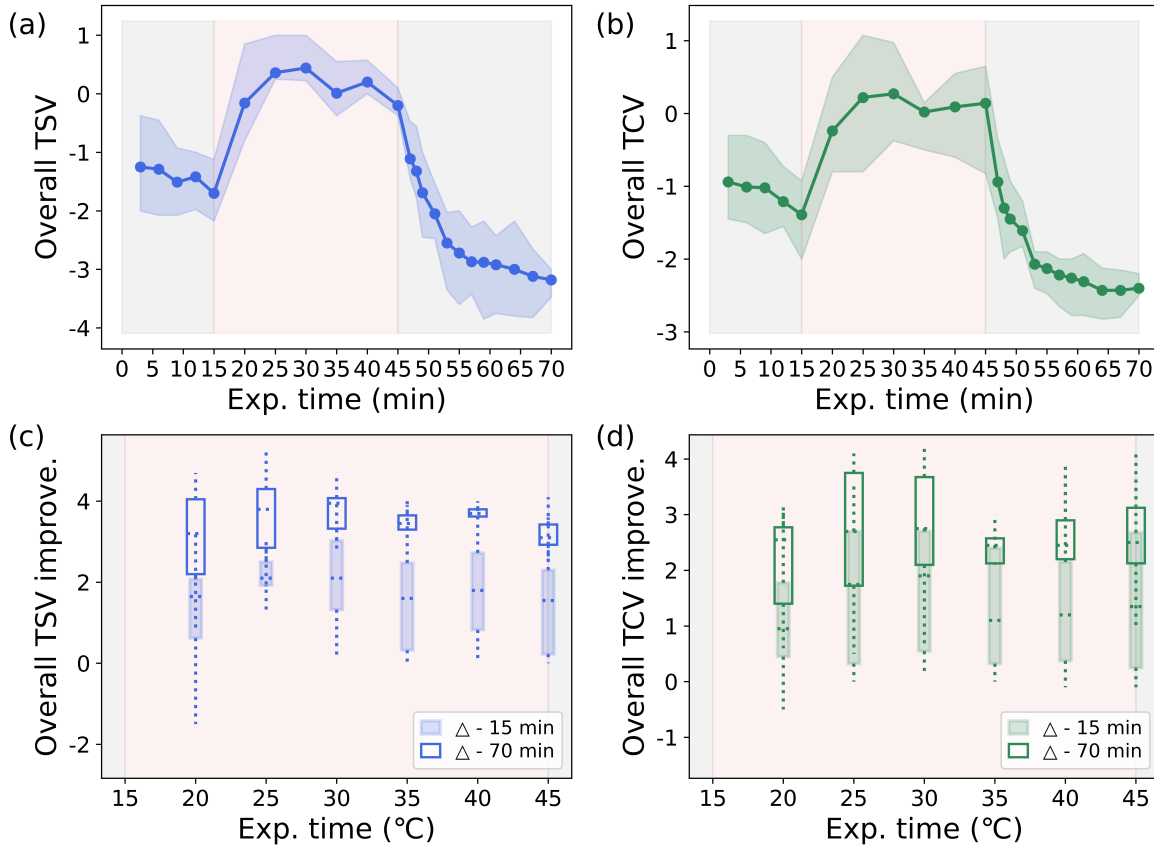 (a)
Overall TSV
1
0
-1
-2
-3
-4
0 5 10 15 20 25 30 35 40 45 50 55 60 65 70
Exp. time (min)
(b)
Overall TCV
1
0
-1
-2
-3
0 5 10 15 20 25 30 35 40 45 50 55 60 65 70
Exp. time (min)
(c)
Overall TSV improve.
4
2
0
-2
△ - 15 min
△ - 70 min
15 20 25 30 35 40 45
Exp. time (℃)
(d)
Overall TCV improve.
4
3
2
1
0
-1
△ - 15 min
△ - 70 min
15 20 25 30 35 40 45
Exp. time (℃)